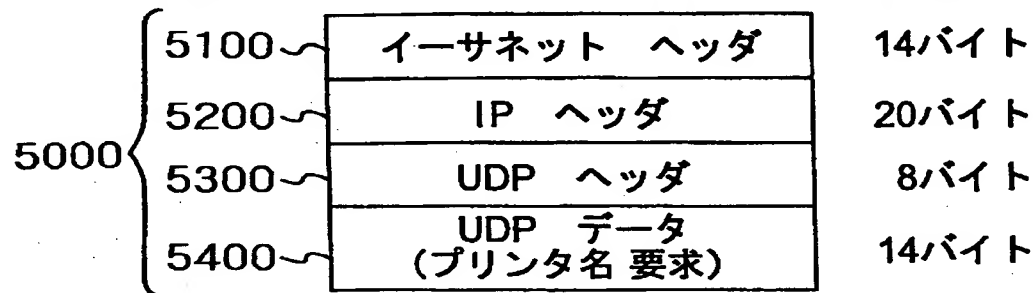 5100 イーサネット ヘッダ 14バイト
5200 IP ヘッダ 20バイト
5000
5300 UDP ヘッダ 8バイト
5400 UDP データ
(プリンタ名 要求) 14バイト